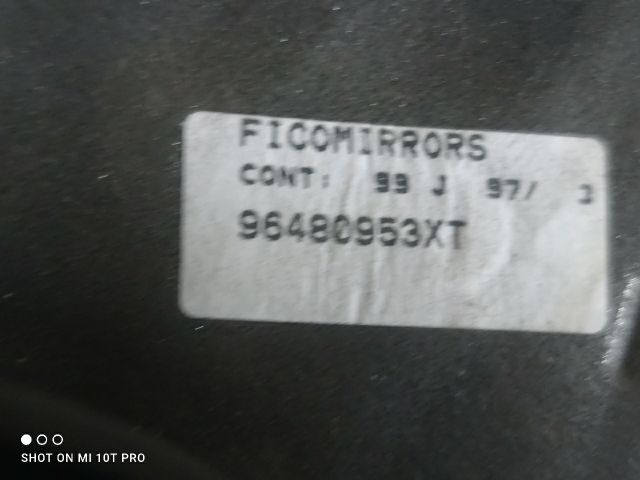 FICOMIRRORS
CONT: 99 J 97/ 3
96480953XT
SHOT ON MI 10T PRO